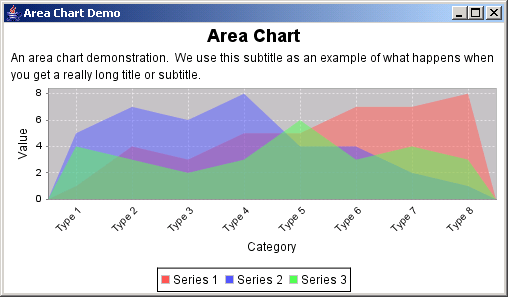 Area Chart Demo
Area Chart
An area chart demonstration. We use this subtitle as an example of what happens when
you get a really long title or subtitle.
8
6
4
2
0
Value
Type 1
Type 2
Type 3
Type 4
Type 5
Type 6
Type 7
Type 8
Category
Series 1 Series 2 Series 3